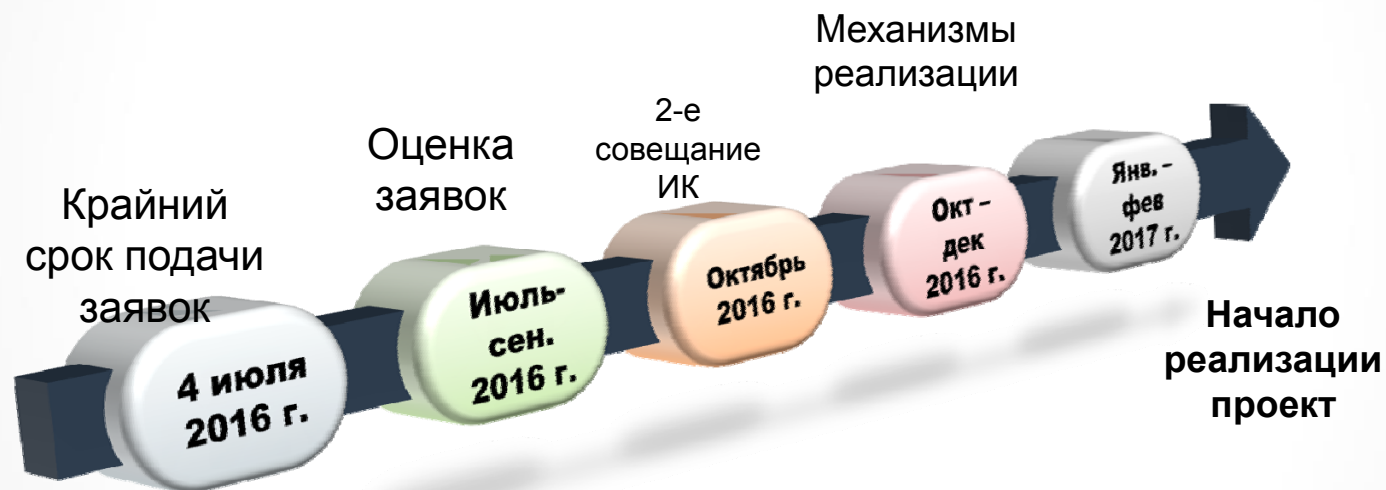 Крайний
срок подачи
заявок
4 июля
2016 г.
Оценка
заявок
Июль-
сен.
2016 г.
2-е
совещание
ИК
Октябрь
2016 г.
Механизмы
реализации
Окт –
дек
2016 г.
Янв. –
фев
2017 г.
Начало
реализации
проект